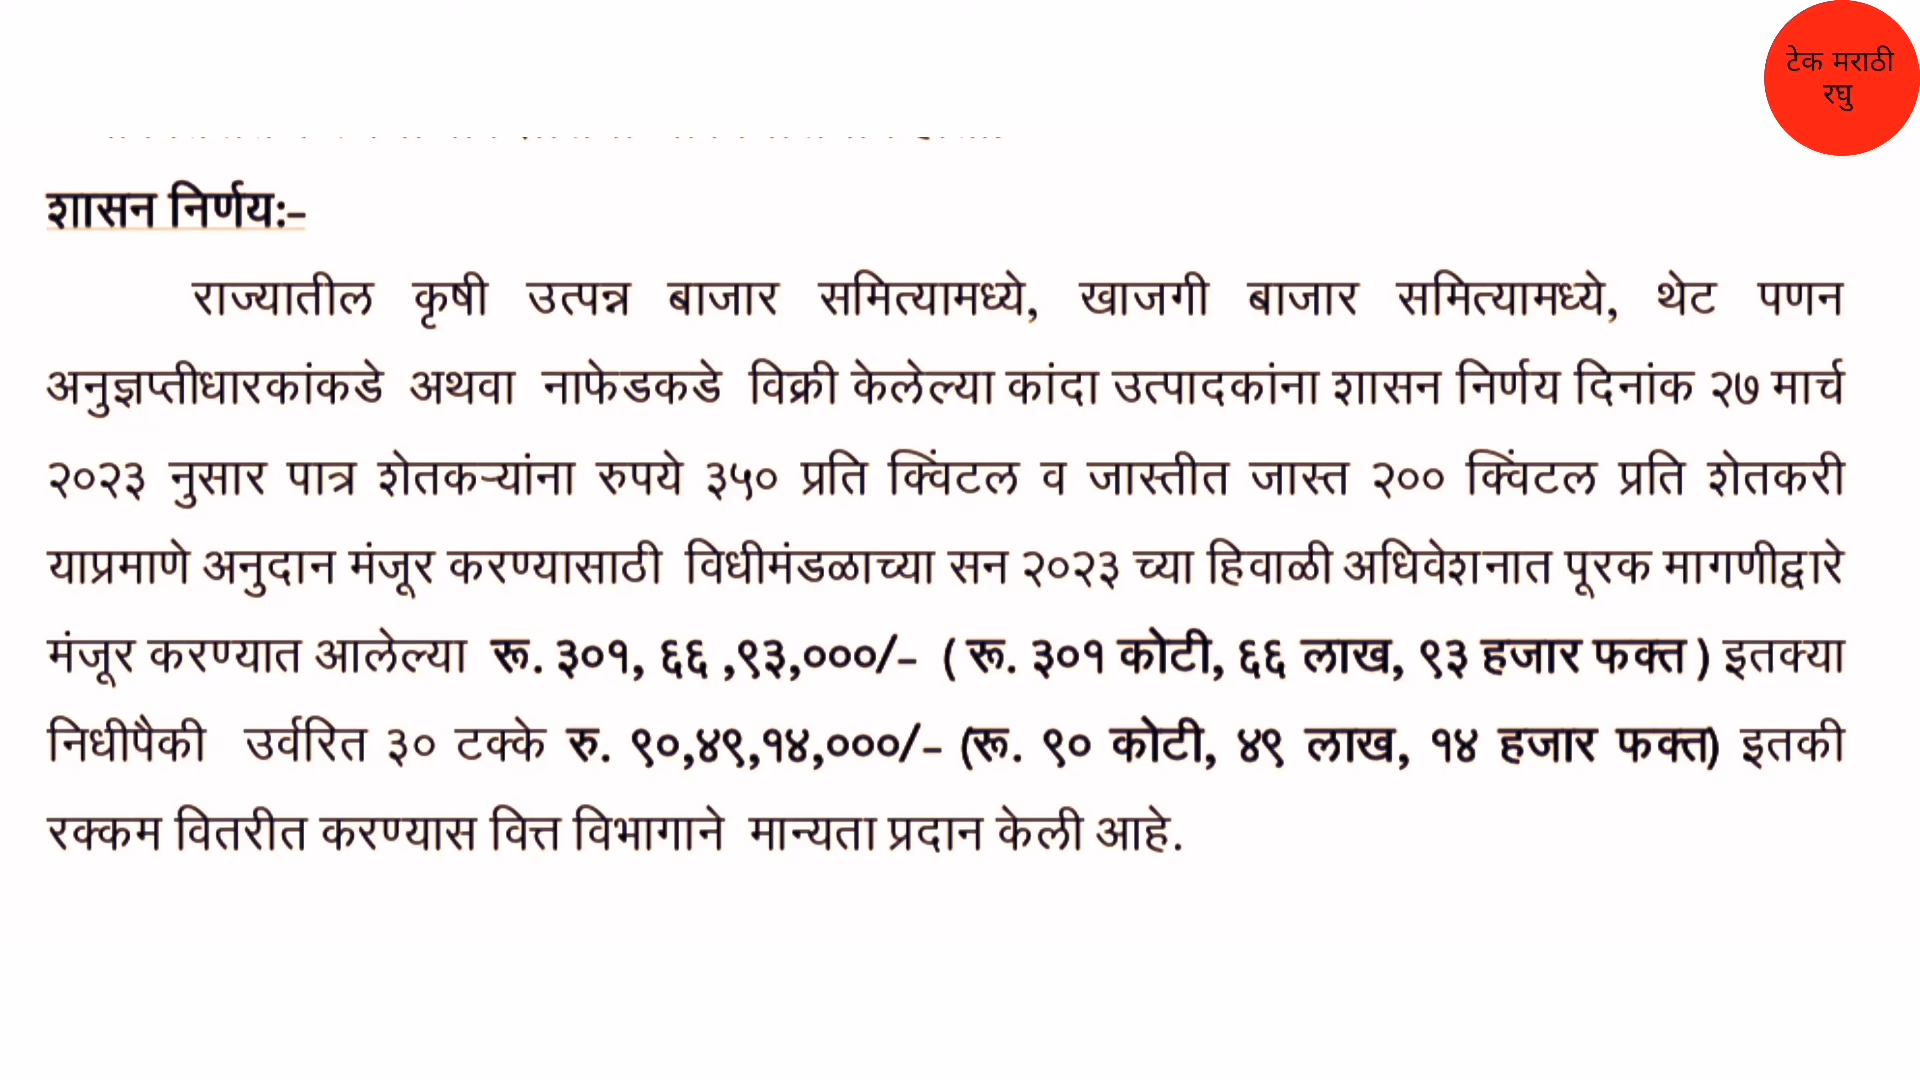 टेक मराठी
रघु
शासन निर्णय:-
राज्यातील कृषी उत्पन्न बाजार समित्यामध्ये, खाजगी बाजार समित्यामध्ये, थेट पणन
अनुज्ञप्तीधारकांकडे अथवा नाफेडकडे विक्री केलेल्या कांदा उत्पादकांना शासन निर्णय दिनांक २७ मार्च
२०२३ नुसार पात्र शेतकऱ्यांना रुपये ३५० प्रति क्विंटल व जास्तीत जास्त २०० क्विंटल प्रति शेतकरी
याप्रमाणे अनुदान मंजूर करण्यासाठी विधीमंडळाच्या सन २०२३ च्या हिवाळी अधिवेशनात पूरक मागणीद्वारे
मंजूर करण्यात आलेल्या रू. ३०१, ६६ ,९३,०००/- ( रू. ३०१ कोटी, ६६ लाख, ९३ हजार फक्त ) इतक्या
निधीपैकी उर्वरित ३० टक्के रु. ९०,४९,१४,०००/- (रू. ९० कोटी, ४९ लाख, १४ हजार फक्त) इतकी
रक्कम वितरीत करण्यास वित्त विभागाने मान्यता प्रदान केली आहे.